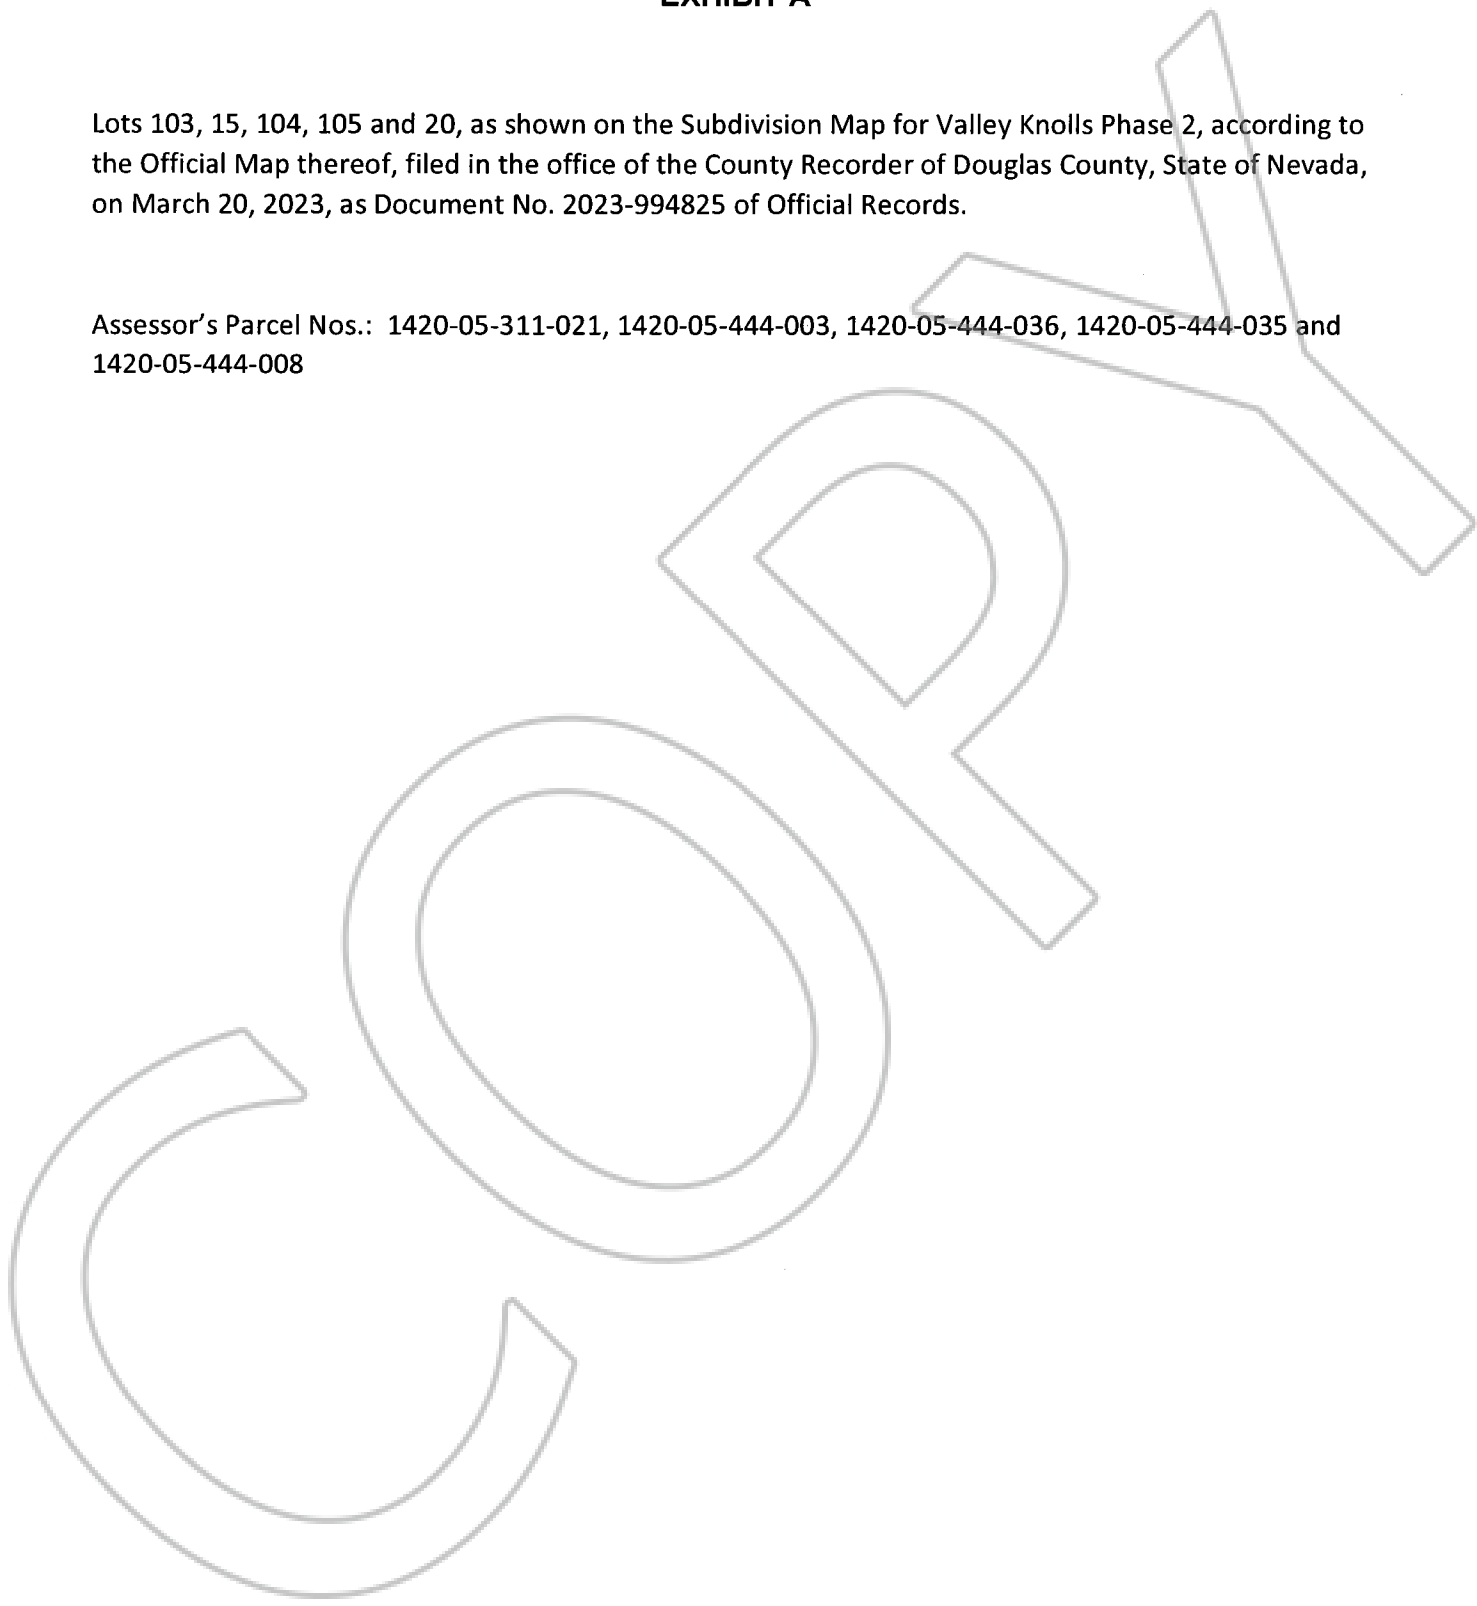 EXHIBIT A
Lots 103, 15, 104, 105 and 20, as shown on the Subdivision Map for Valley Knolls Phase 2, according to
the Official Map thereof, filed in the office of the County Recorder of Douglas County, State of Nevada,
on March 20, 2023, as Document No. 2023-994825 of Official Records.
Assessor’s Parcel Nos.: 1420-05-311-021, 1420-05-444-003, 1420-05-444-036, 1420-05-444-035 and
1420-05-444-008
COPY